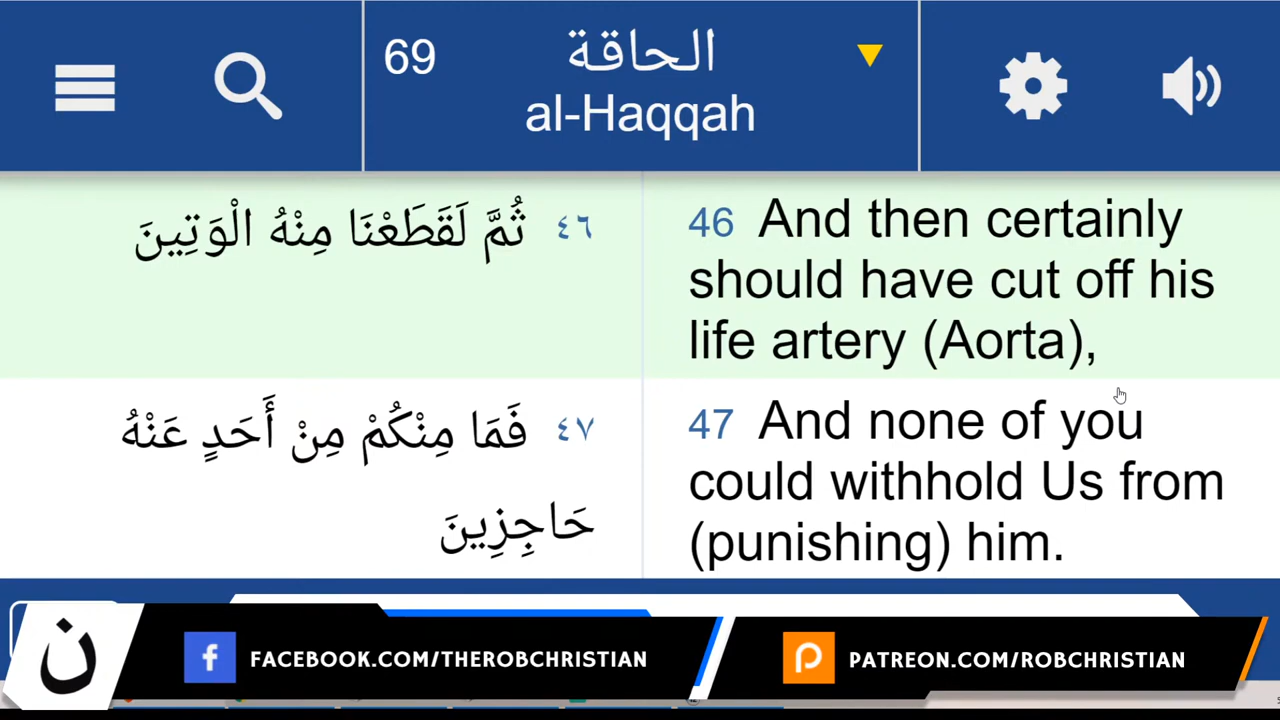 69
الحاقة
al-Haqqah
٤٦ ثُمَّ لَقَطَعْنَا مِنْهُ الْوَتِينَ
46 And then certainly
should have cut off his
life artery (Aorta),
٤٧ فَمَا مِنْكُمْ مِنْ أَحَدٍ عَنْهُ
حَاجِزِينَ
47 And none of you
could withhold Us from
(punishing) him.
ن
FACEBOOK.COM/THEROBCHRISTIAN
PATREON.COM/ROBCHRISTIAN